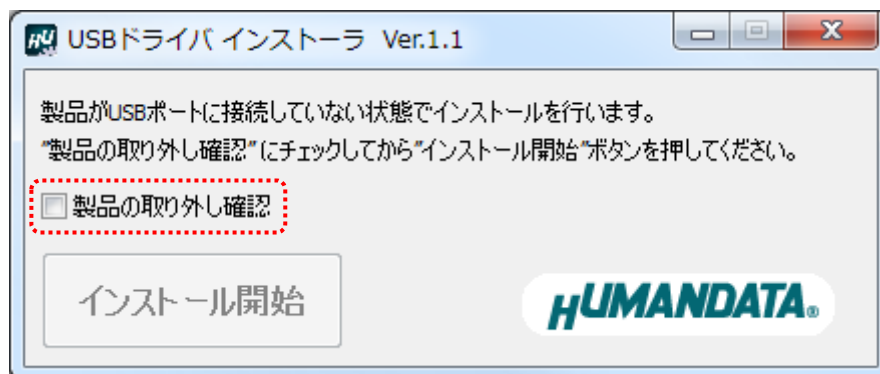 HU USBドライバ インストーラ Ver.1.1
製品がUSBポートに接続していない状態でインストールを行います。
"製品の取り外し確認"にチェックしてから"インストール開始"ボタンを押してください。
製品の取り外し確認
インストール開始
HUMANDATA®